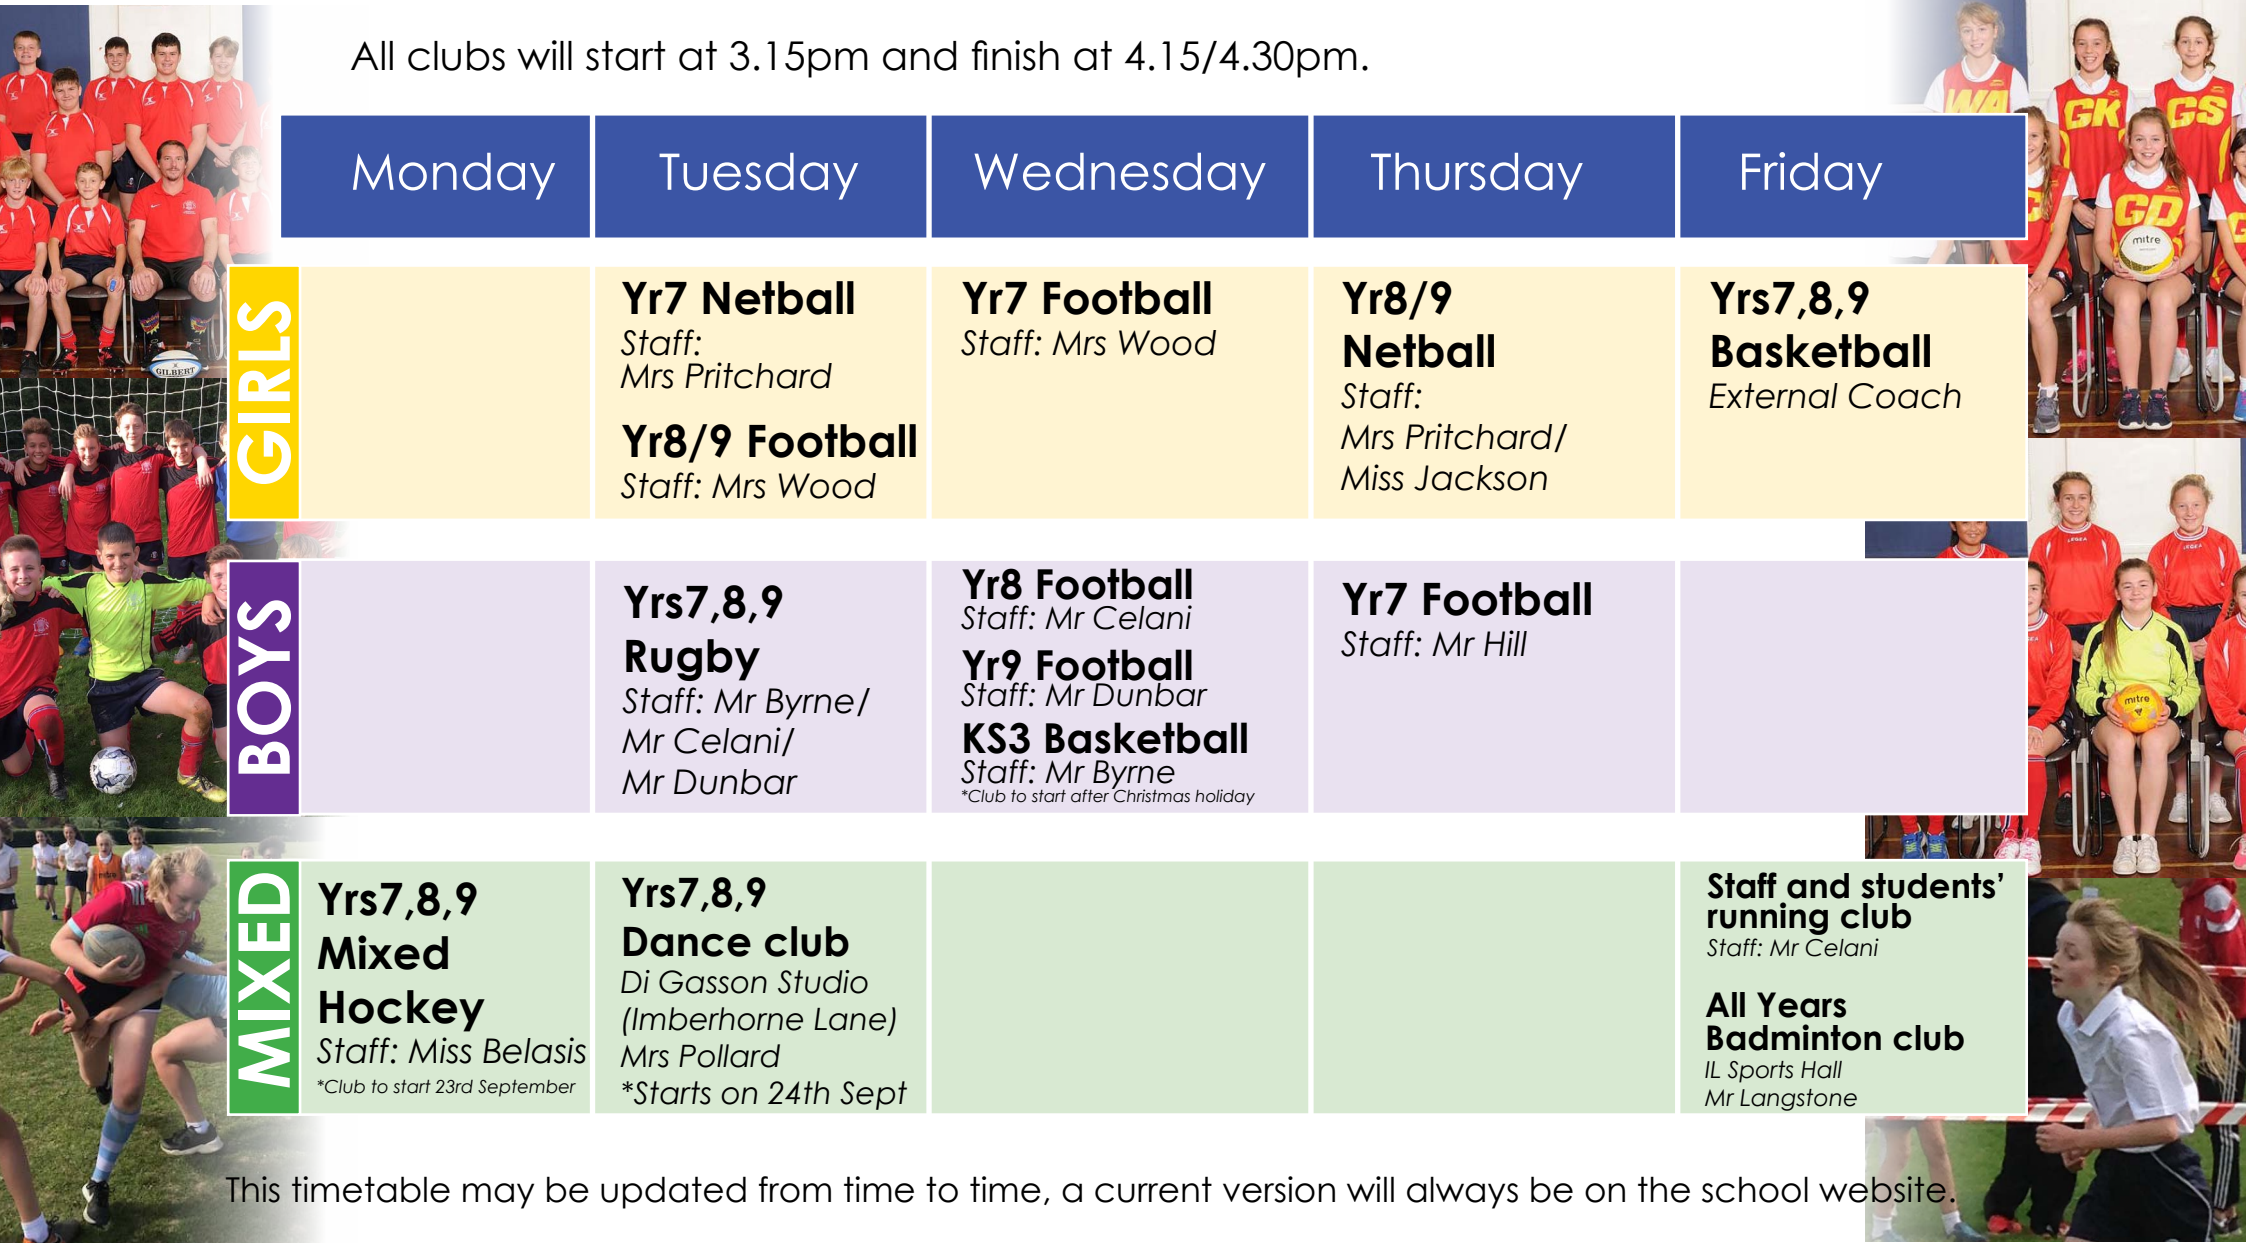 All clubs will start at 3.15pm and finish at 4.15/4.30pm.
Monday
Tuesday
Wednesday
Thursday
Friday
GIRLS
Yr7 Netball
Staff:
Mrs Pritchard
Yr8/9 Football
Staff: Mrs Wood
Yr7 Football
Staff: Mrs Wood
Yr8/9
Netball
Staff:
Mrs Pritchard/
Miss Jackson
Yrs7,8,9
Basketball
External Coach
BOYS
Yrs7,8,9
Rugby
Staff: Mr Byrne/
Mr Celani/
Mr Dunbar
Yr8 Football
Staff: Mr Celani
Yr9 Football
Staff: Mr Dunbar
KS3 Basketball
Staff: Mr Byrne
*Club to start after Christmas holiday
Yr7 Football
Staff: Mr Hill
MIXED
Yrs7,8,9
Mixed
Hockey
Staff: Miss Belasis
*Club to start 23rd September
Yrs7,8,9
Dance club
Di Gasson Studio
(Imberhorne Lane)
Mrs Pollard
*Starts on 24th Sept
Staff and students’
running club
Staff: Mr Celani
All Years
Badminton club
IL Sports Hall
Mr Langstone
This timetable may be updated from time to time, a current version will always be on the school website.
GILBERT
WA
GK
GS
GD
mitre
mitre